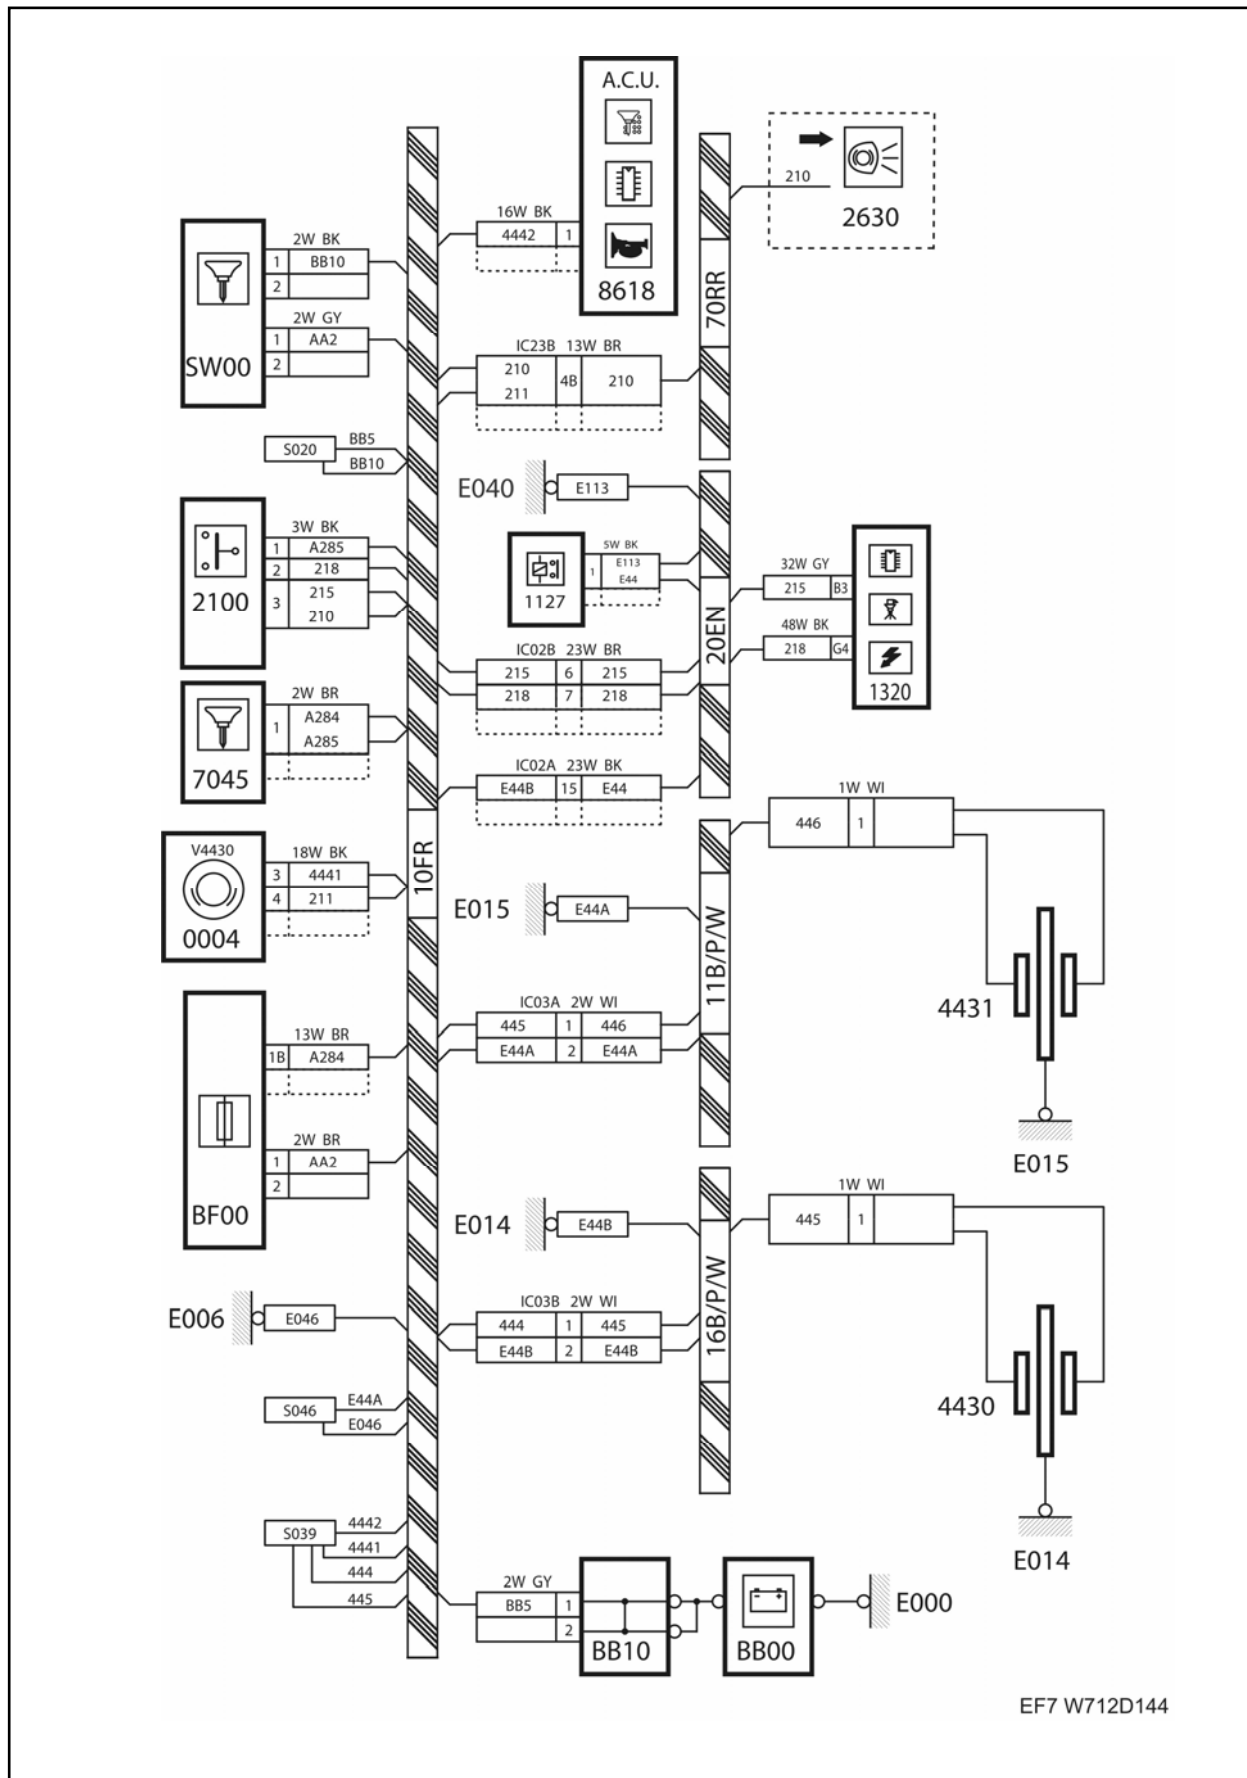 A.C.U.
8618
16W BK
4442 1
210
2630
70RR
2W BK
1 BB10
2
2W GY
1 AA2
2
SW00
IC23B 13W BR
210 4B 210
211
S020
BB5
BB10
E040
E113
3W BK
1 A285
2 218
3 215
210
2100
5W BK
1 E113
E44
1127
20EN
32W GY
215 B3
48W BK
218 G4
1320
IC02B 23W BR
215 6 215
218 7 218
2W BR
1 A284
A285
7045
IC02A 23W BK
E44B 15 E44
10FR
V4430
0004
18W BK
3 4441
4 211
1W WI
446 1
E015
E44A
11B/P/W
4431
E015
IC03A 2W WI
445 1 446
E44A 2 E44A
13W BR
1B A284
2W BR
1 AA2
2
BF00
E014
E44B
16B/P/W
1W WI
445 1
4430
E014
E006
E046
IC03B 2W WI
444 1 445
E44B 2 E44B
S046
E44A
E046
S039
4442
4441
444
445
2W GY
BB5 1
2
BB10
BB00
E000
EF7 W712D144